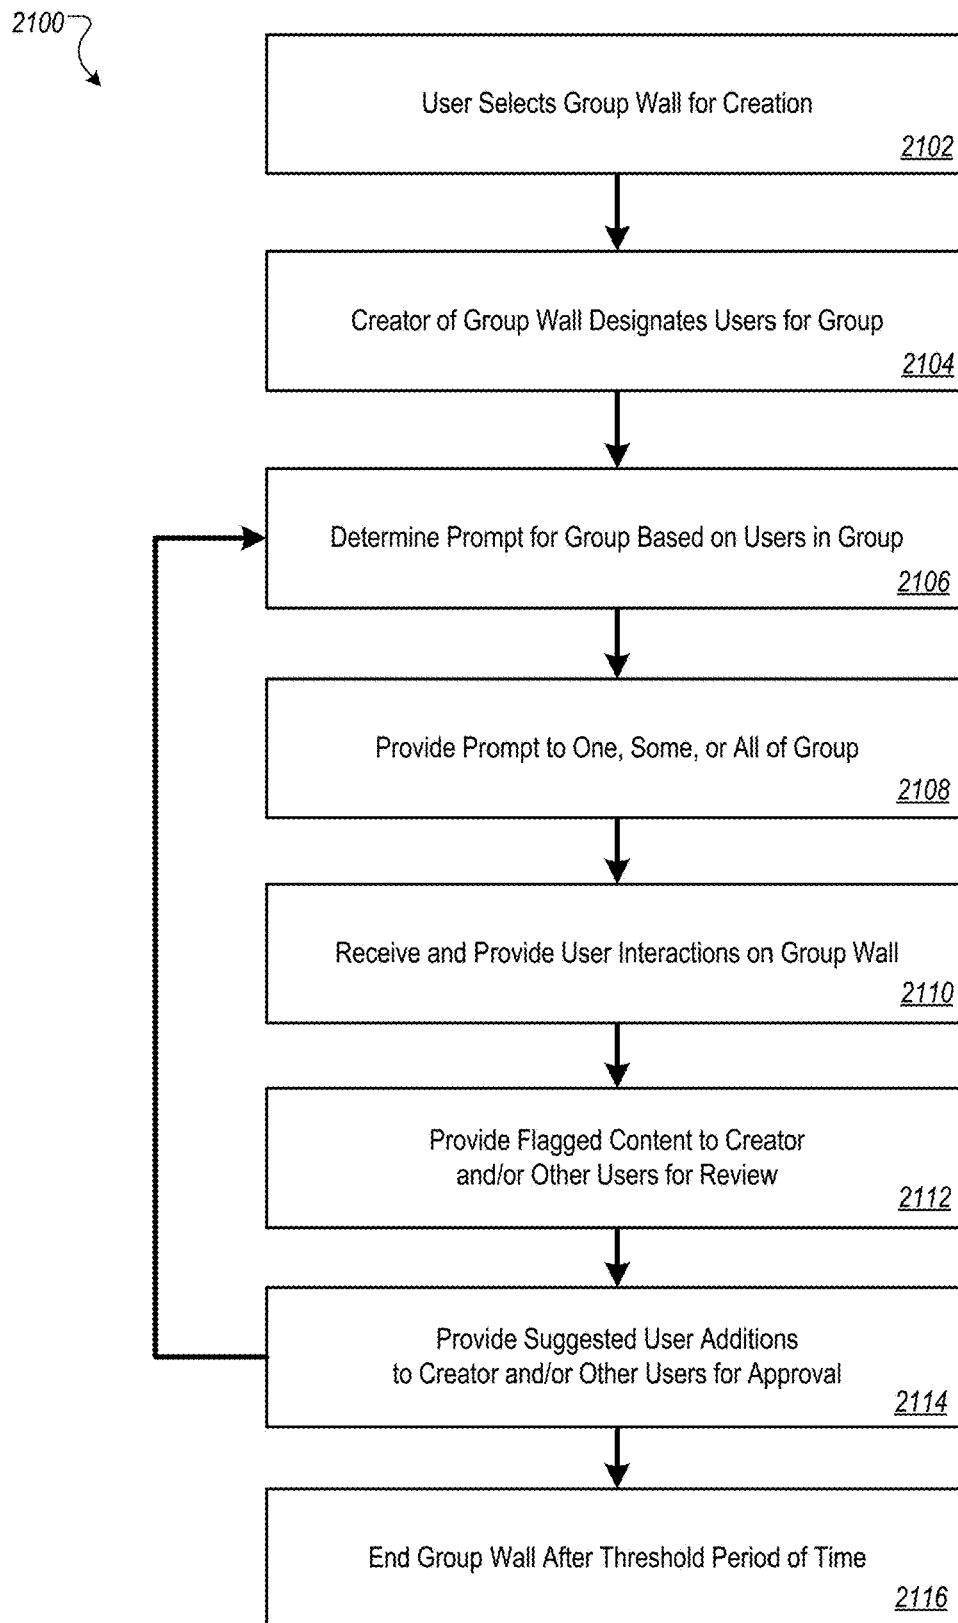 2100
User Selects Group Wall for Creation
2102
Creator of Group Wall Designates Users for Group
2104
Determine Prompt for Group Based on Users in Group
2106
Provide Prompt to One, Some, or All of Group
2108
Receive and Provide User Interactions on Group Wall
2110
Provide Flagged Content to Creator
and/or Other Users for Review
2112
Provide Suggested User Additions
to Creator and/or Other Users for Approval
2114
End Group Wall After Threshold Period of Time
2116